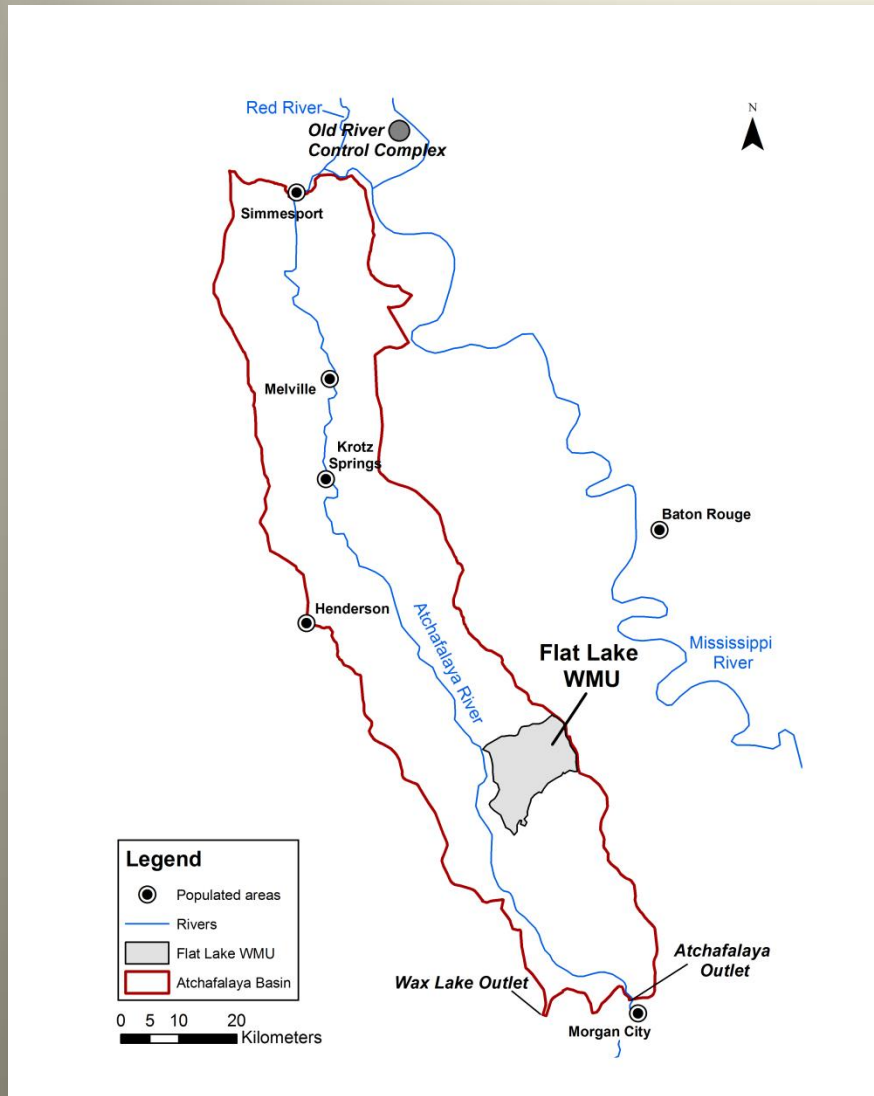 Red River
N
Old River
Control Complex
Simmesport
Melville
Krotz
Springs
Baton Rouge
Henderson
Atchafalaya River
Mississippi
River
Flat Lake
WMU
Legend
Populated areas
Rivers
Flat Lake WMU
Atchafalaya Basin
0 5 10 20
Kilometers
Atchafalaya
Outlet
Wax Lake Outlet
Morgan City